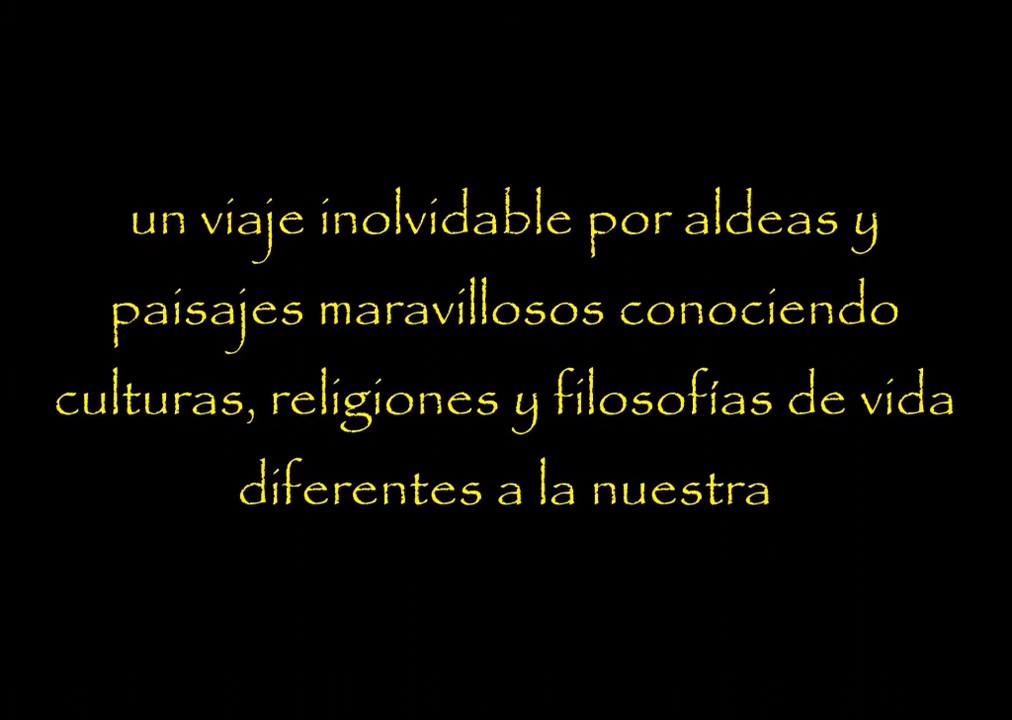 un viaje inolvidable por aldeas y
paisajes maravillosos conociendo
culturas, religiones y filosofías de vida
diferentes a la nuestra